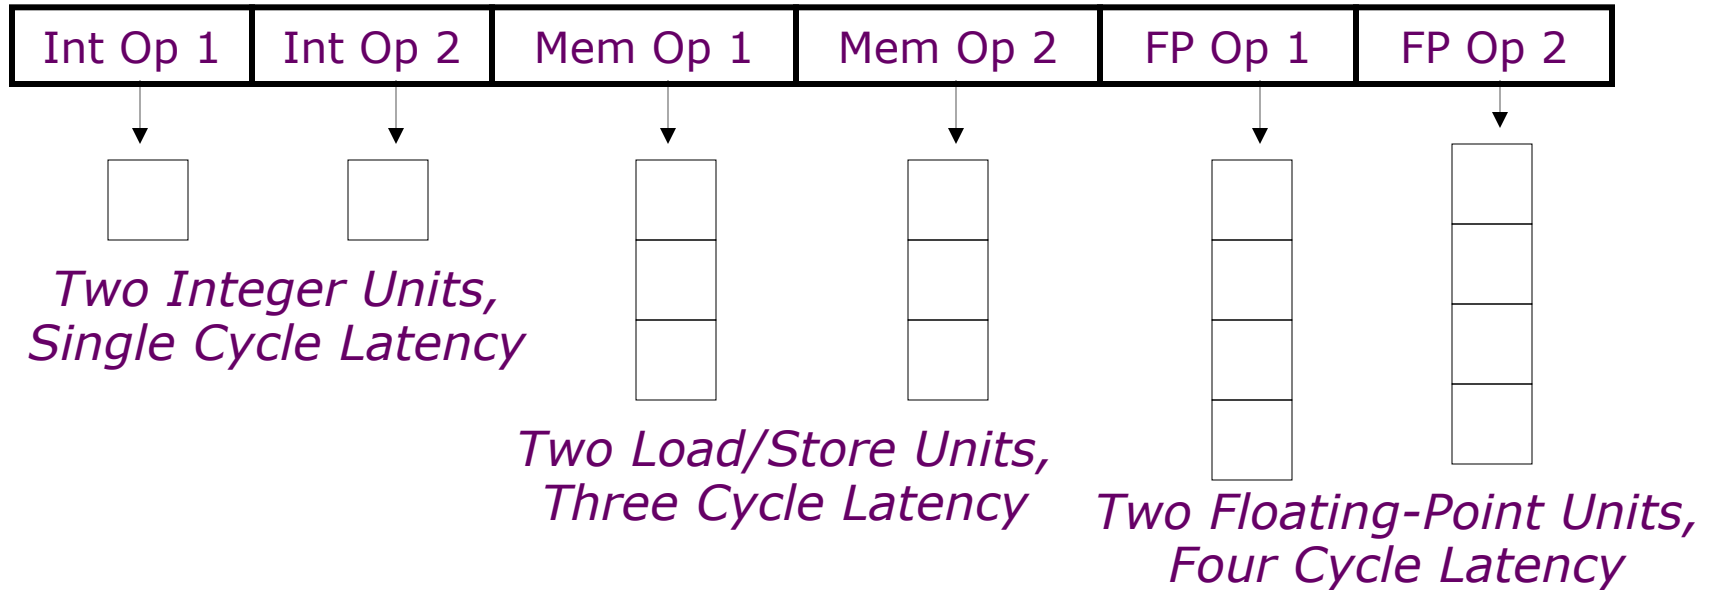 Int Op 1 Int Op 2 Mem Op 1 Mem Op 2 FP Op 1 FP Op 2
Two Integer Units,
Single Cycle Latency
Two Load/Store Units,
Three Cycle Latency
Two Floating-Point Units,
Four Cycle Latency